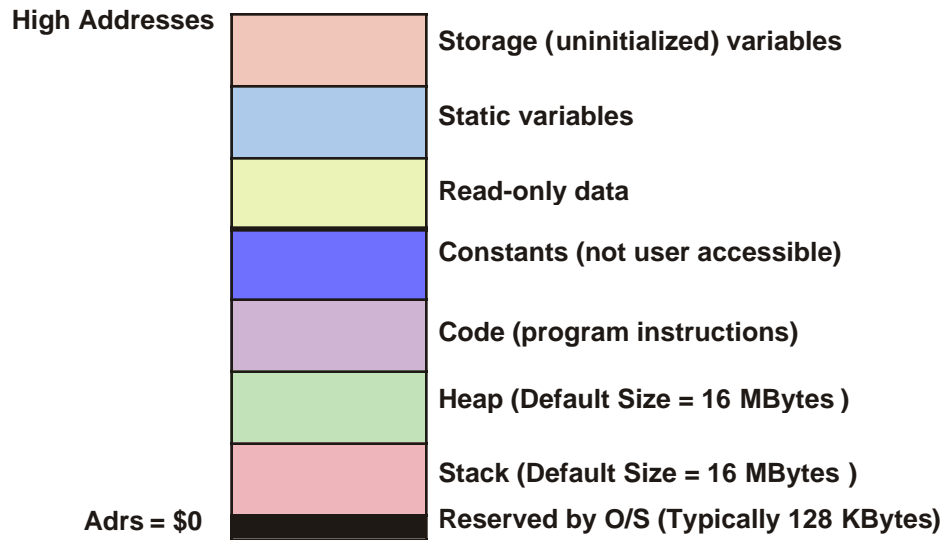 High Addresses
Storage (uninitialized) variables
Static variables
Read-only data
Constants (not user accessible)
Code (program instructions)
Heap (Default Size = 16 MBytes )
Stack (Default Size = 16 MBytes )
Adrs = $0
Reserved by O/S (Typically 128 KBytes)